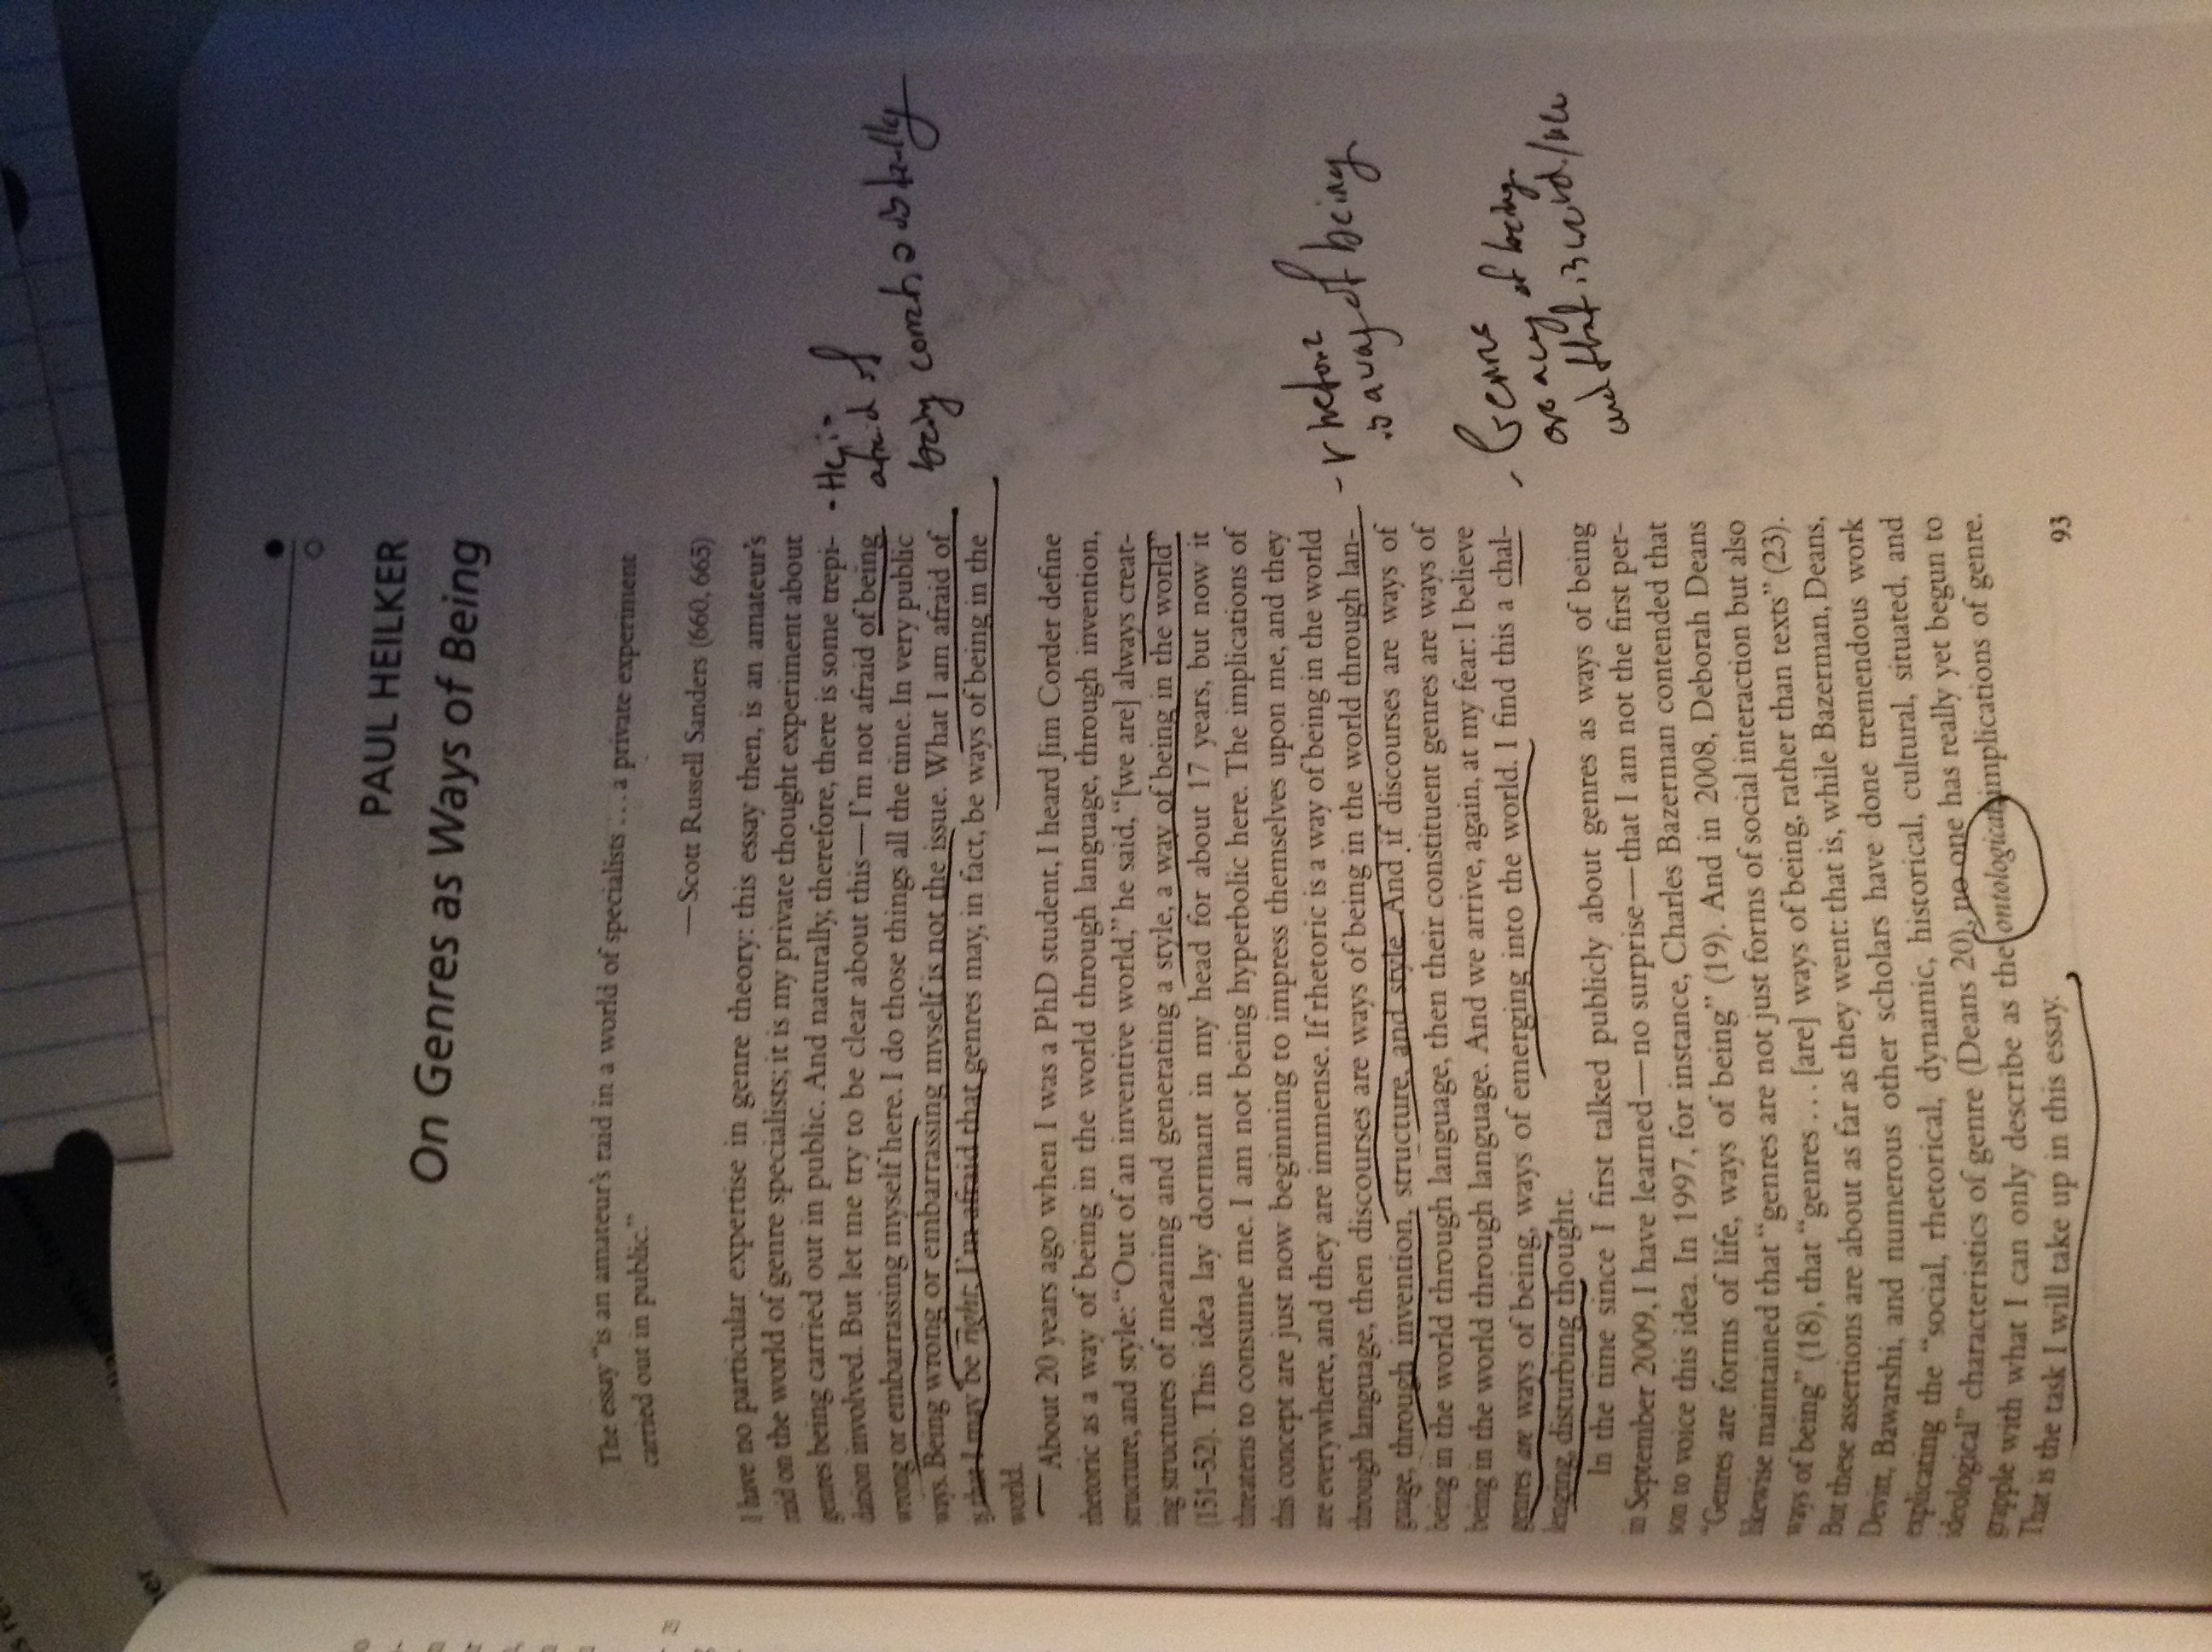 PAUL HEILKER
On Genres as Ways of Being
The essay “is an amateur's raid in a world of specialists . . . a private experiment
carried out in public.”
—Scott Russell Sanders (660, 665)
I have no particular expertise in genre theory: this essay then, is an amateur's
raid on the world of genre specialists; it is my private thought experiment about
genres being carried out in public. And naturally, therefore, there is some trepi-
dation involved. But let me try to be clear about this—I'm not afraid of being
wrong or embarrassing myself here. I do those things all the time. In very public
ways. Being wrong or embarrassing myself is not the issue. What I am afraid of
is that I may be right: I'm afraid that genres may, in fact, be ways of being in the
world.
About 20 years ago when I was a PhD student, I heard Jim Corder define
rhetoric as a way of being in the world through language, through invention,
structure, and style: “Out of an inventive world,” he said, “[we are] always creat-
ing structures of meaning and generating a style, a way of being in the world”
(151–52). This idea lay dormant in my head for about 17 years, but now it
threatens to consume me. I am not being hyperbolic here. The implications of
this concept are just now beginning to impress themselves upon me, and they
are everywhere, and they are immense. If rhetoric is a way of being in the world
through language, then discourses are ways of being in the world through lan-
guage, through invention, structure, and style. And if discourses are ways of
being in the world through language, then their constituent genres are ways of
being in the world through language. And we arrive, again, at my fear: I believe
genres are ways of being, ways of emerging into the world. I find this a chal-
lenging, disturbing thought.
In the time since I first talked publicly about genres as ways of being
in September 2009, I have learned—no surprise—that I am not the first per-
son to voice this idea. In 1997, for instance, Charles Bazerman contended that
“Genres are forms of life, ways of being” (19). And in 2008, Deborah Deans
likewise maintained that “genres are not just forms of social interaction but also
ways of being” (18), that “genres . . . [are] ways of being, rather than texts” (23).
But these assertions are about as far as they went: that is, while Bazerman, Deans,
Devitt, Bawarshi, and numerous other scholars have done tremendous work
explicating the “social, rhetorical, dynamic, historical, cultural, situated, and
ideological” characteristics of genre (Deans 20), no one has really yet begun to
grapple with what I can only describe as the ontological implications of genre.
That is the task I will take up in this essay.
93
afraid of
being
- rhetoric
is a way of being
- Genres
of being
and that is weird/new